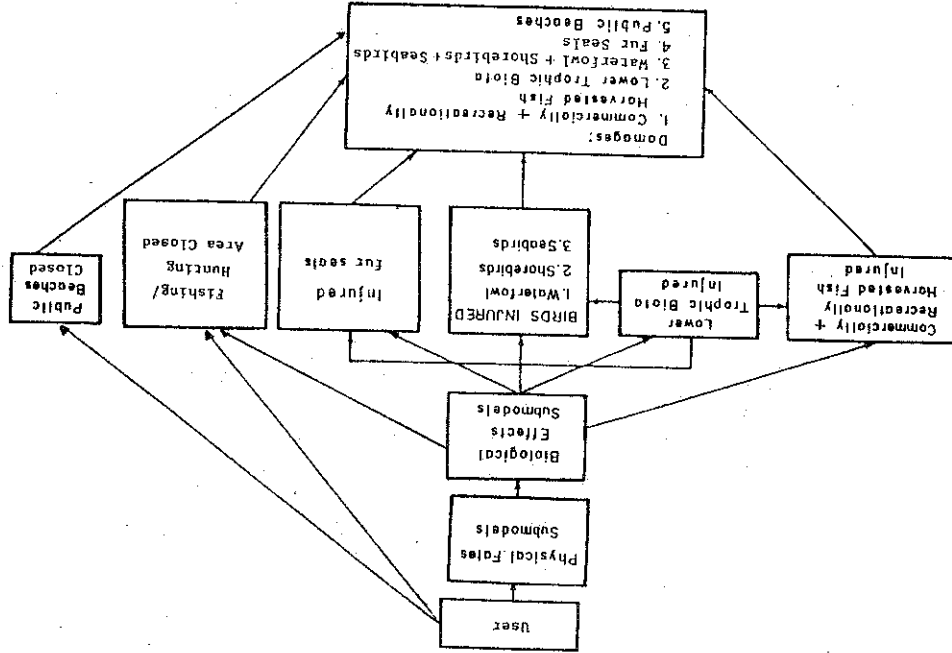 User
Physical Fates
Submodels
Biological
Effects
Submodels
Commercially +
Recreationally
Harvested Fish
Injured
Lower
Trophic Biota
Injured
BIRDS INJURED
1.Waterfowl
2.Shorebirds
3.Seabirds
Injured
fur seals
Fishing/
Hunting
Area Closed
Public
Beaches
Closed
Damages:
1. Commercially + Recreationally
Harvested Fish
2. Lower Trophic Biota
3. Waterfowl + Shorebirds+Seabirds
4. Fur Seals
5.Public Beaches